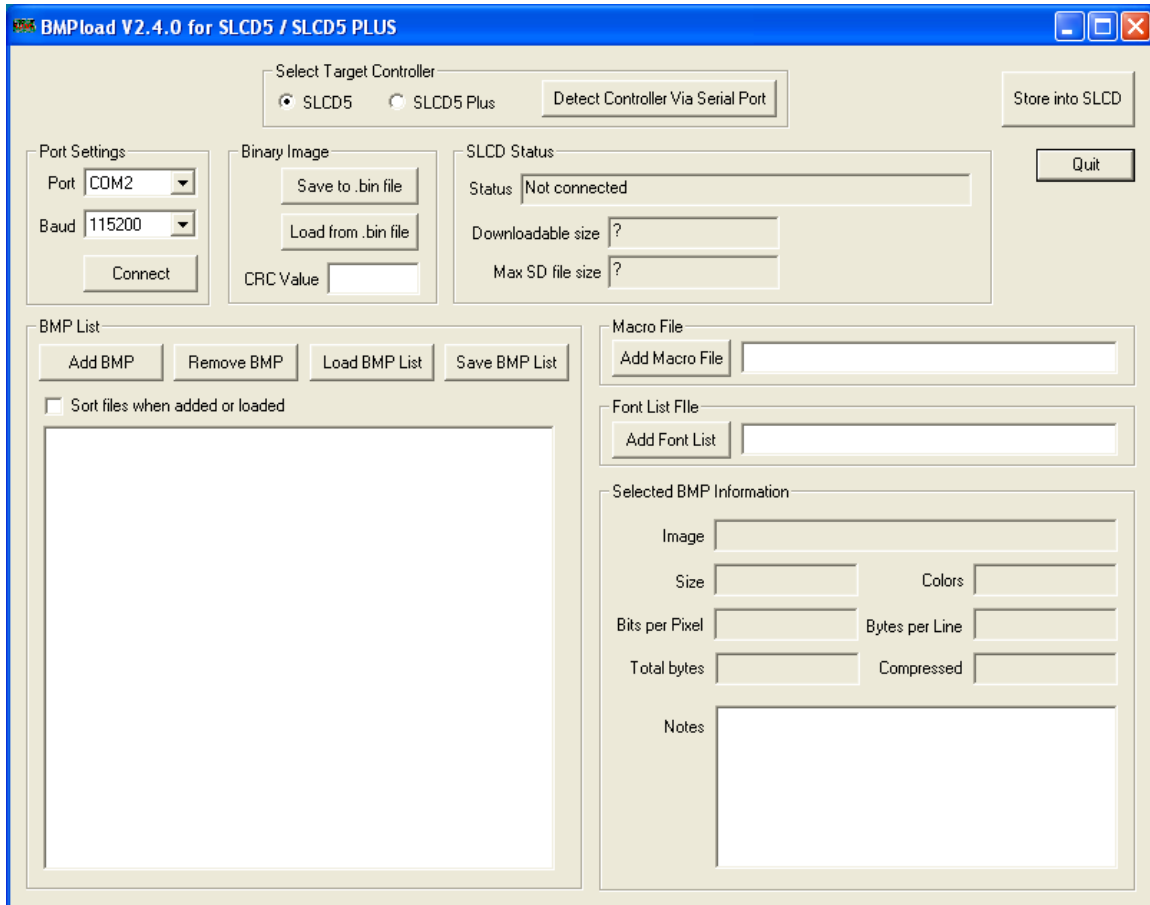 BMPload V2.4.0 for SLCD5 / SLCD5 PLUS
Select Target Controller
SLCD5 SLCD5 Plus Detect Controller Via Serial Port
Store into SLCD
Port Settings
Port COM2
Baud 115200
Connect
Binary Image
Save to .bin file
Load from .bin file
CRC Value
SLCD Status
Status Not connected
Downloadable size ?
Max SD file size ?
Quit
BMP List
Add BMP Remove BMP Load BMP List Save BMP List
Sort files when added or loaded
Macro File
Add Macro File
Font List FIle
Add Font List
Selected BMP Information
Image
Size Colors
Bits per Pixel Bytes per Line
Total bytes Compressed
Notes